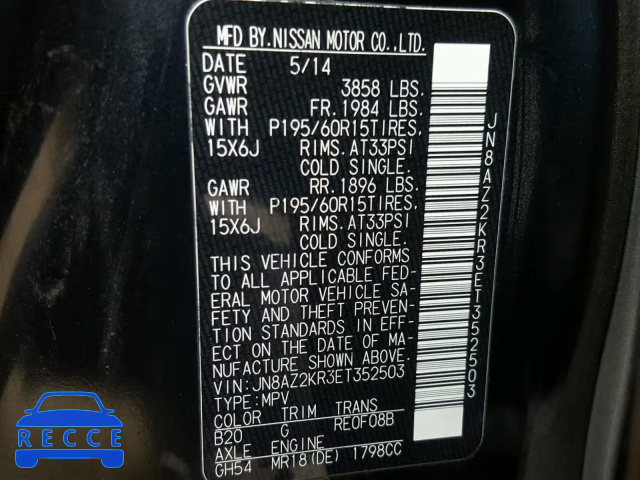 MFD BY.NISSAN MOTOR CO.,LTD.
DATE 5/14
GVWR 3858 LBS.
GAWR FR.1984 LBS.
WITH P195/60R15TIRES.
15X6J RIMS.AT33PSI
COLD SINGLE.
GAWR RR.1896 LBS.
WITH P195/60R15TIRES.
15X6J RIMS.AT33PSI
COLD SINGLE.
THIS VEHICLE CONFORMS
TO ALL APPLICABLE FED-
ERAL MOTOR VEHICLE SA-
FETY AND THEFT PREVEN-
TION STANDARDS IN EFF-
ECT ON THE DATE OF MA-
NUFACTURE SHOWN ABOVE.
VIN:JN8AZ2KR3ET352503
TYPE:MPV
COLOR TRIM TRANS
B20 G RE0F08B
AXLE ENGINE
GH54 MR18(DE) 1798CC
JN8AZ2KR3ET352503
RECCE